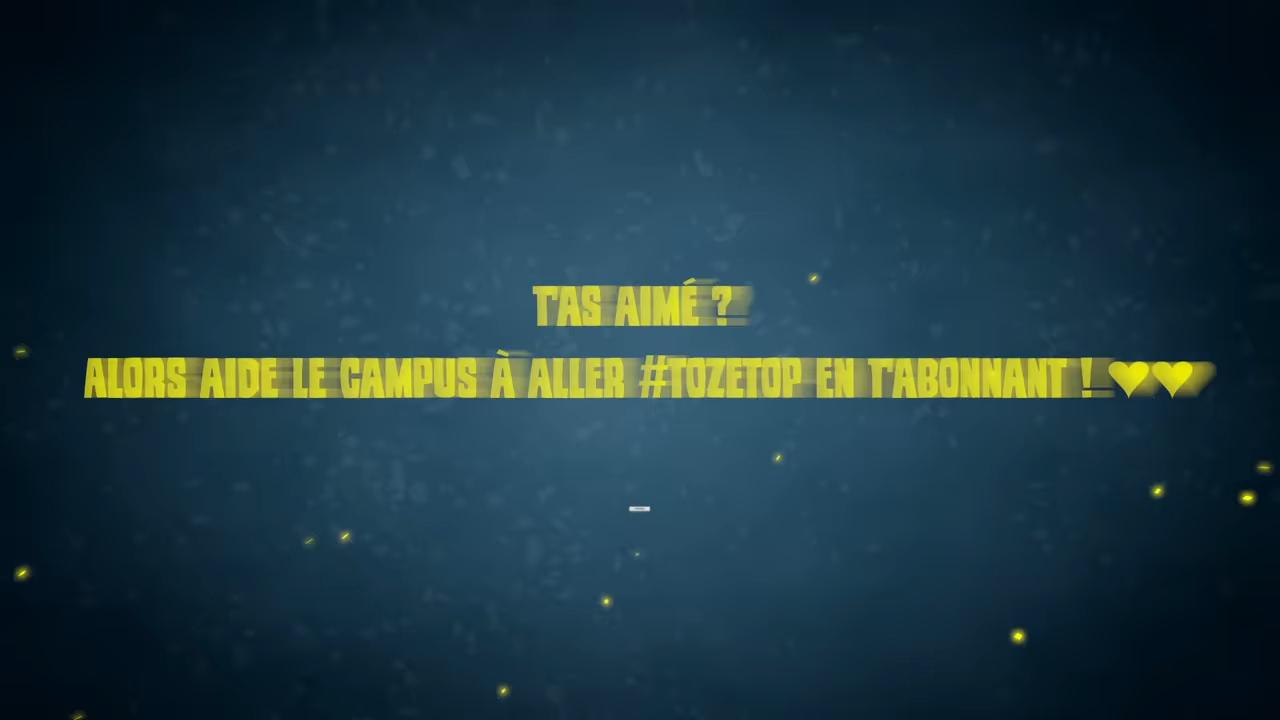 T'AS AIMÉ ?
ALORS AIDE LE CAMPUS À ALLER #TOZETOP EN T'ABONNANT ! ♥♥